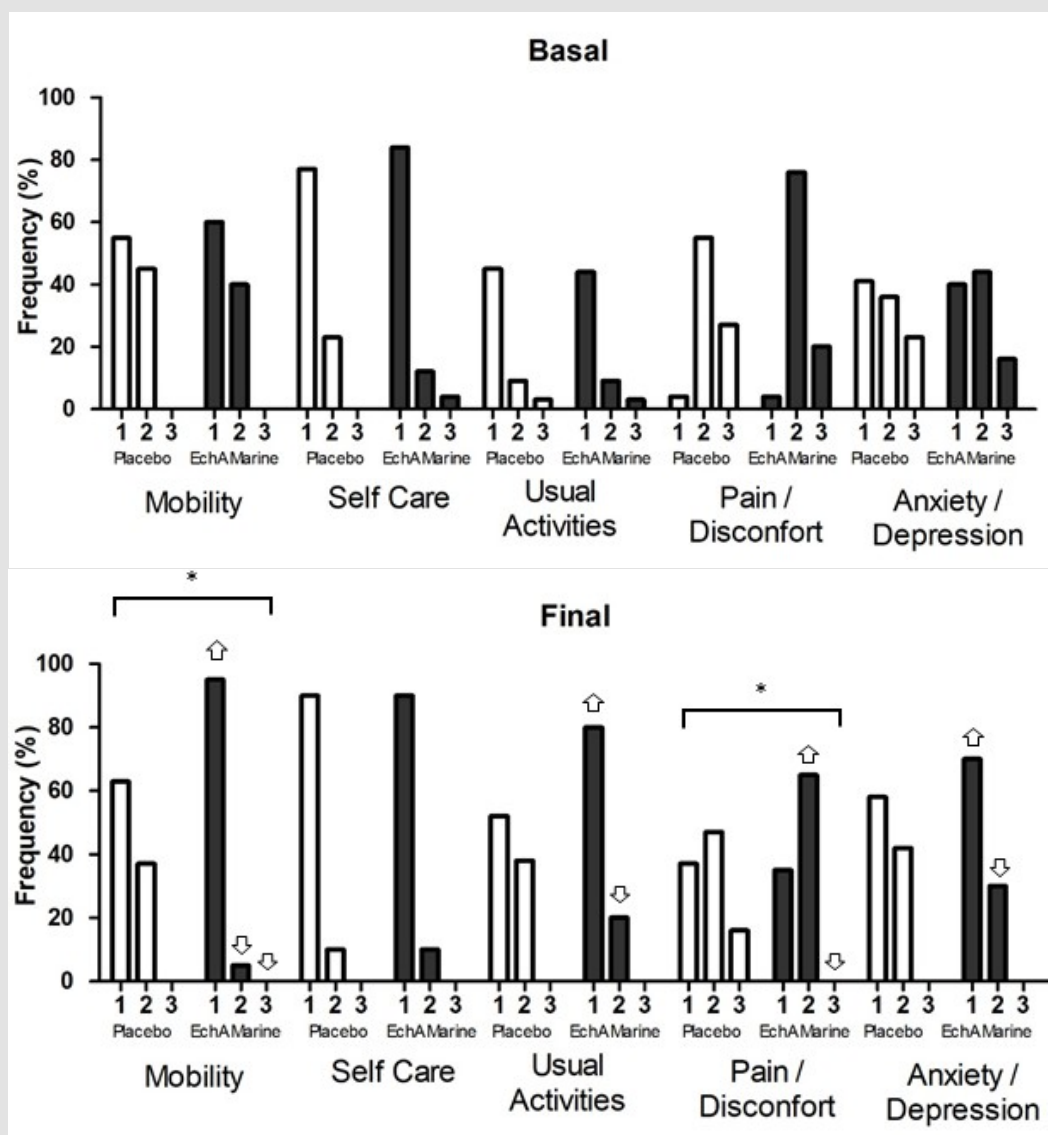 Basal
Frequency (%)
100
80
60
40
20
0
1 2 3 1 2 3 1 2 3 1 2 3 1 2 3 1 2 3 1 2 3 1 2 3 1 2 3 1 2 3
Placebo EchAMarine Placebo EchAMarine Placebo EchAMarine Placebo EchAMarine Placebo EchAMarine
Mobility
Self Care
Usual
Activities
Pain /
Disconfort
Anxiety /
Depression
*
Final
Frequency (%)
100
80
60
40
20
0
*
1 2 3 1 2 3 1 2 3 1 2 3 1 2 3 1 2 3 1 2 3 1 2 3 1 2 3 1 2 3
Placebo EchAMarine Placebo EchAMarine Placebo EchAMarine Placebo EchAMarine Placebo EchAMarine
Mobility
Self Care
Usual
Activities
Pain /
Disconfort
Anxiety /
Depression